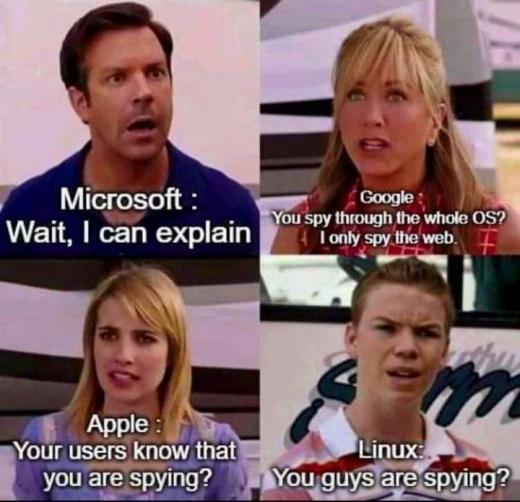 Microsoft :
Wait, I can explain
Google :
You spy through the whole OS?
I only spy the web.
Apple :
Your users know that
you are spying?
Linux:
You guys are spying?